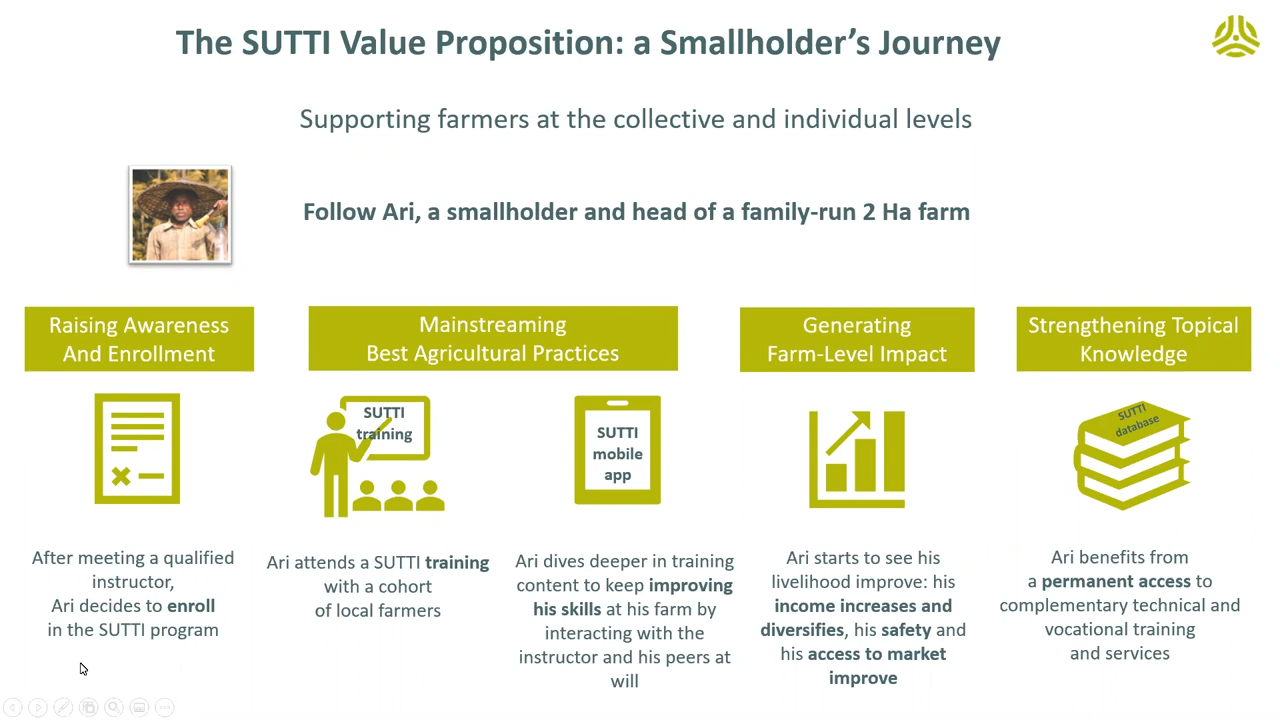 The SUTTI Value Proposition: a Smallholder's Journey
Supporting farmers at the collective and individual levels
Follow Ari, a smallholder and head of a family-run 2 Ha farm
Raising Awareness
And Enrollment
Mainstreaming
Best Agricultural Practices
Generating
Farm-Level Impact
Strengthening Topical
Knowledge
SUTTI
training
SUTTI
mobile
app
SUTTI
database
After meeting a qualified
instructor,
Ari decides to enroll
in the SUTTI program
Ari attends a SUTTI training
with a cohort
of local farmers
Ari dives deeper in training
content to keep improving
his skills at his farm by
interacting with the
instructor and his peers at
will
Ari starts to see his
livelihood improve: his
income increases and
diversifies, his safety and
his access to market
improve
Ari benefits from
a permanent access to
complementary technical and
vocational training
and services